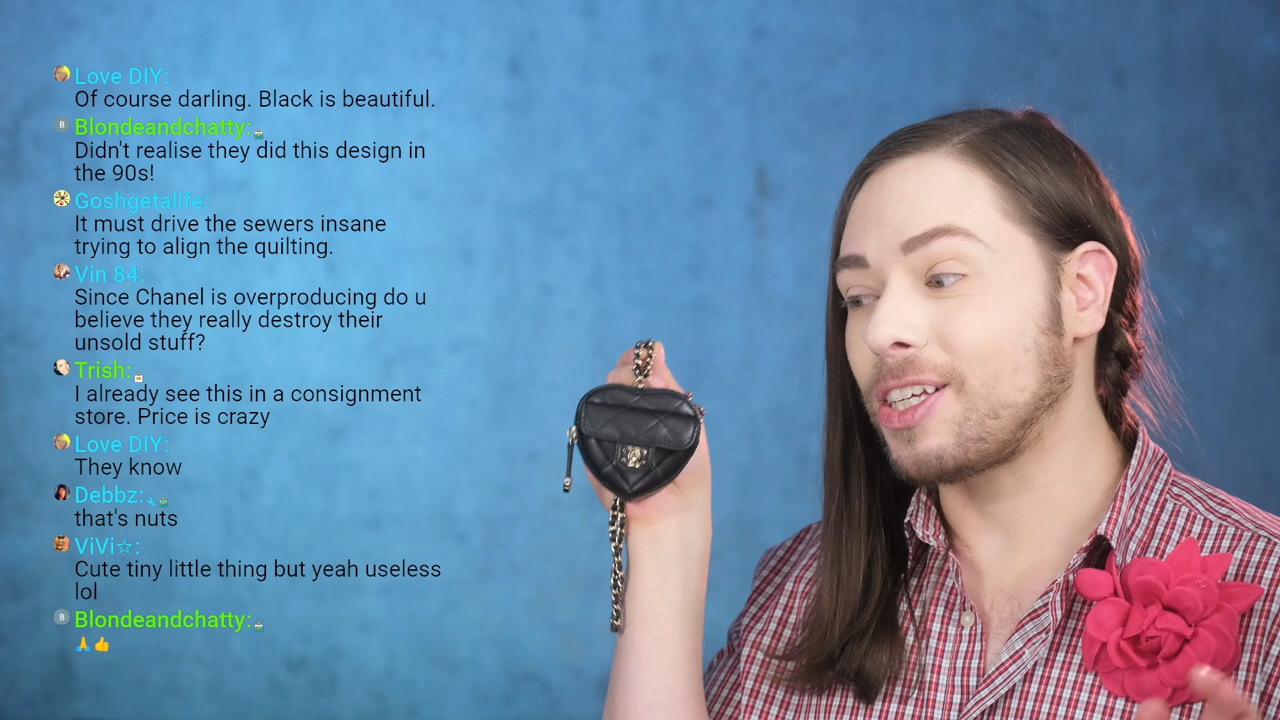 Love DIY:
Of course darling. Black is beautiful.
B Blondeandchatty:
Didn't realise they did this design in
the 90s!
Goshgetalife:
It must drive the sewers insane
trying to align the quilting.
Vin 84:
Since Chanel is overproducing do u
believe they really destroy their
unsold stuff?
Trish:
I already see this in a consignment
store. Price is crazy
Love DIY:
They know
Debbz:
that's nuts
ViVi☆:
Cute tiny little thing but yeah useless
lol
B Blondeandchatty:
🙏👍